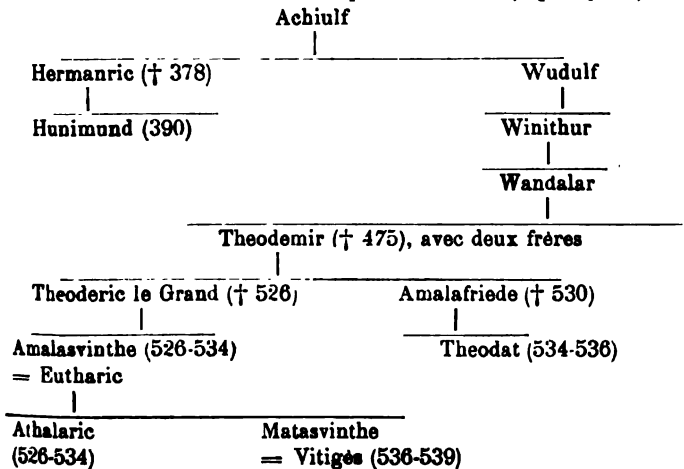 Achiulf
Hermanric († 378) Wudulf
Hunimund (390) Winithur
Wandalar
Theodemir († 475), avec deux frères
Theoderic le Grand († 526) Amalafriede († 530)
Amalasvinthe (526-534) Theodat (534-536)
= Eutharic
Athalaric Matasvinthe
(526-534) = Vitigès (536-539)